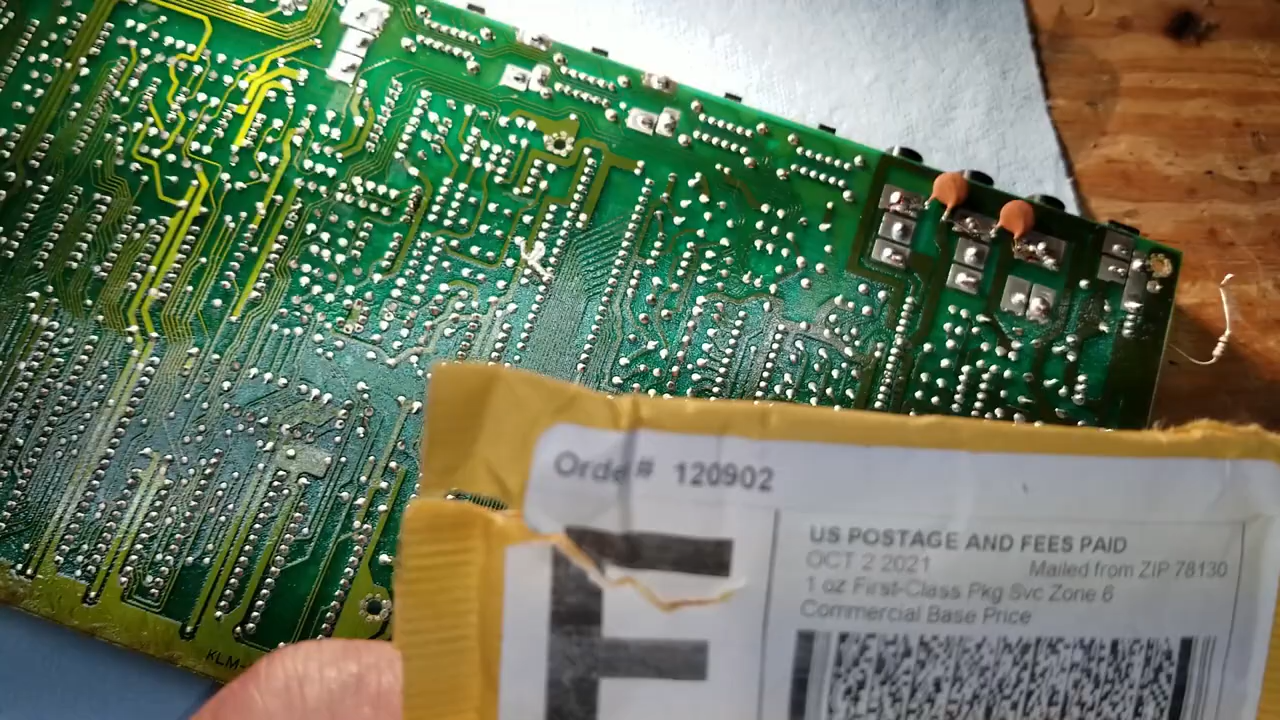 Order# 120902
US POSTAGE AND FEES PAID
OCT 2 2021
Mailed from ZIP 78130
1 oz First-Class Pkg Svc Zone 6
Commercial Base Price
F
KLM-